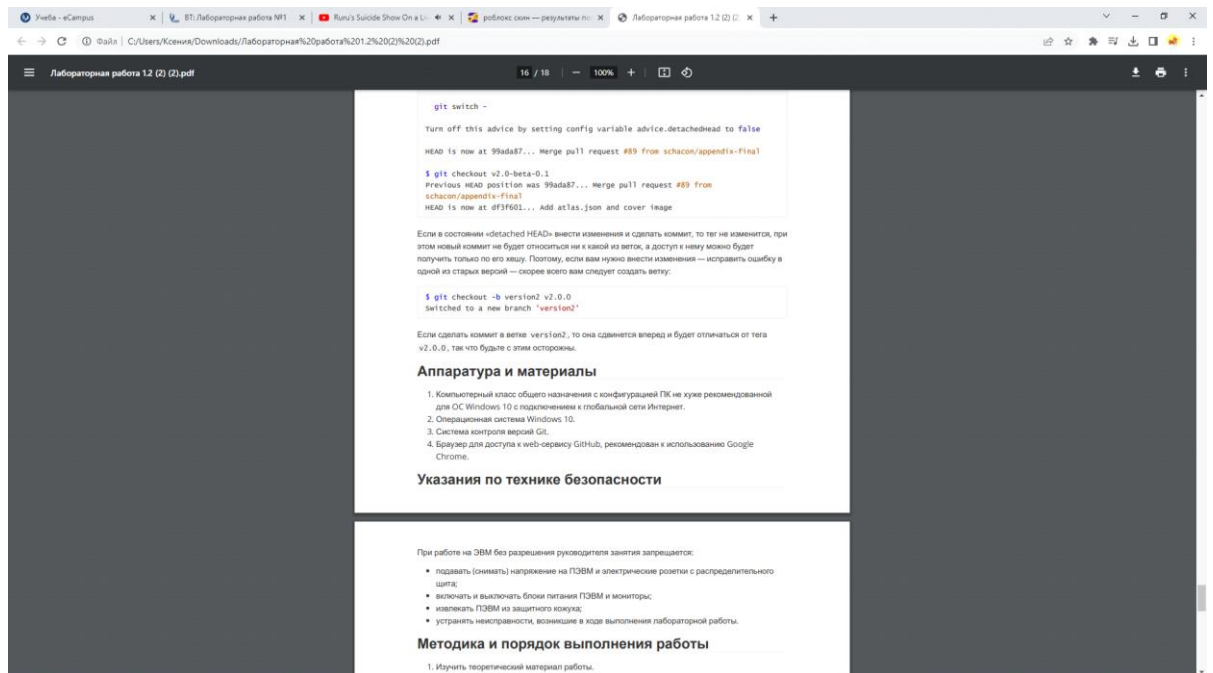 Учеба - eCampus
ВТ: Лабораторная работа №1
Ruru's Suicide Show On a Li
роблокс скин — результаты по
Лабораторная работа 1.2 (2) (2).
Файл | C:/Users/Ксения/Downloads/Лабораторная%20работа%201.2%20(2)%20(2).pdf
Лабораторная работа 1.2 (2) (2).pdf
16 / 18
100%
git switch -
Turn off this advice by setting config variable advice.detachedHead to false
HEAD is now at 99ada87... Merge pull request #89 from schacon/appendix-final
$ git checkout v2.0-beta-0.1
Previous HEAD position was 99ada87... Merge pull request #89 from
schacon/appendix-final
HEAD is now at df3f601... Add atlas.json and cover image
Если в состоянии «detached HEAD» внести изменения и сделать коммит, то тег не изменится, при
этом новый коммит не будет относиться ни к какой из веток, а доступ к нему можно будет
получить только по его хешу. Поэтому, если вам нужно внести изменения — исправить ошибку в
одной из старых версий — скорее всего вам следует создать ветку:
$ git checkout -b version2 v2.0.0
Switched to a new branch 'version2'
Если сделать коммит в ветке version2, то она сдвинется вперед и будет отличаться от тега
v2.0.0, так что будьте с этим осторожны.
Аппаратура и материалы
1. Компьютерный класс общего назначения с конфигурацией ПК не хуже рекомендованной
для ОС Windows 10 с подключением к глобальной сети Интернет.
2. Операционная система Windows 10.
3. Система контроля версий Git.
4. Браузер для доступа к web-сервису GitHub, рекомендован к использованию Google
Chrome.
Указания по технике безопасности
При работе на ЭВМ без разрешения руководителя занятия запрещается:
• подавать (снимать) напряжение на ПЭВМ и электрические розетки с распределительного
щита;
• включать и выключать блоки питания ПЭВМ и мониторы;
• извлекать ПЭВМ из защитного кожуха;
• устранять неисправности, возникшие в ходе выполнения лабораторной работы.
Методика и порядок выполнения работы
1. Изучить теоретический материал работы.